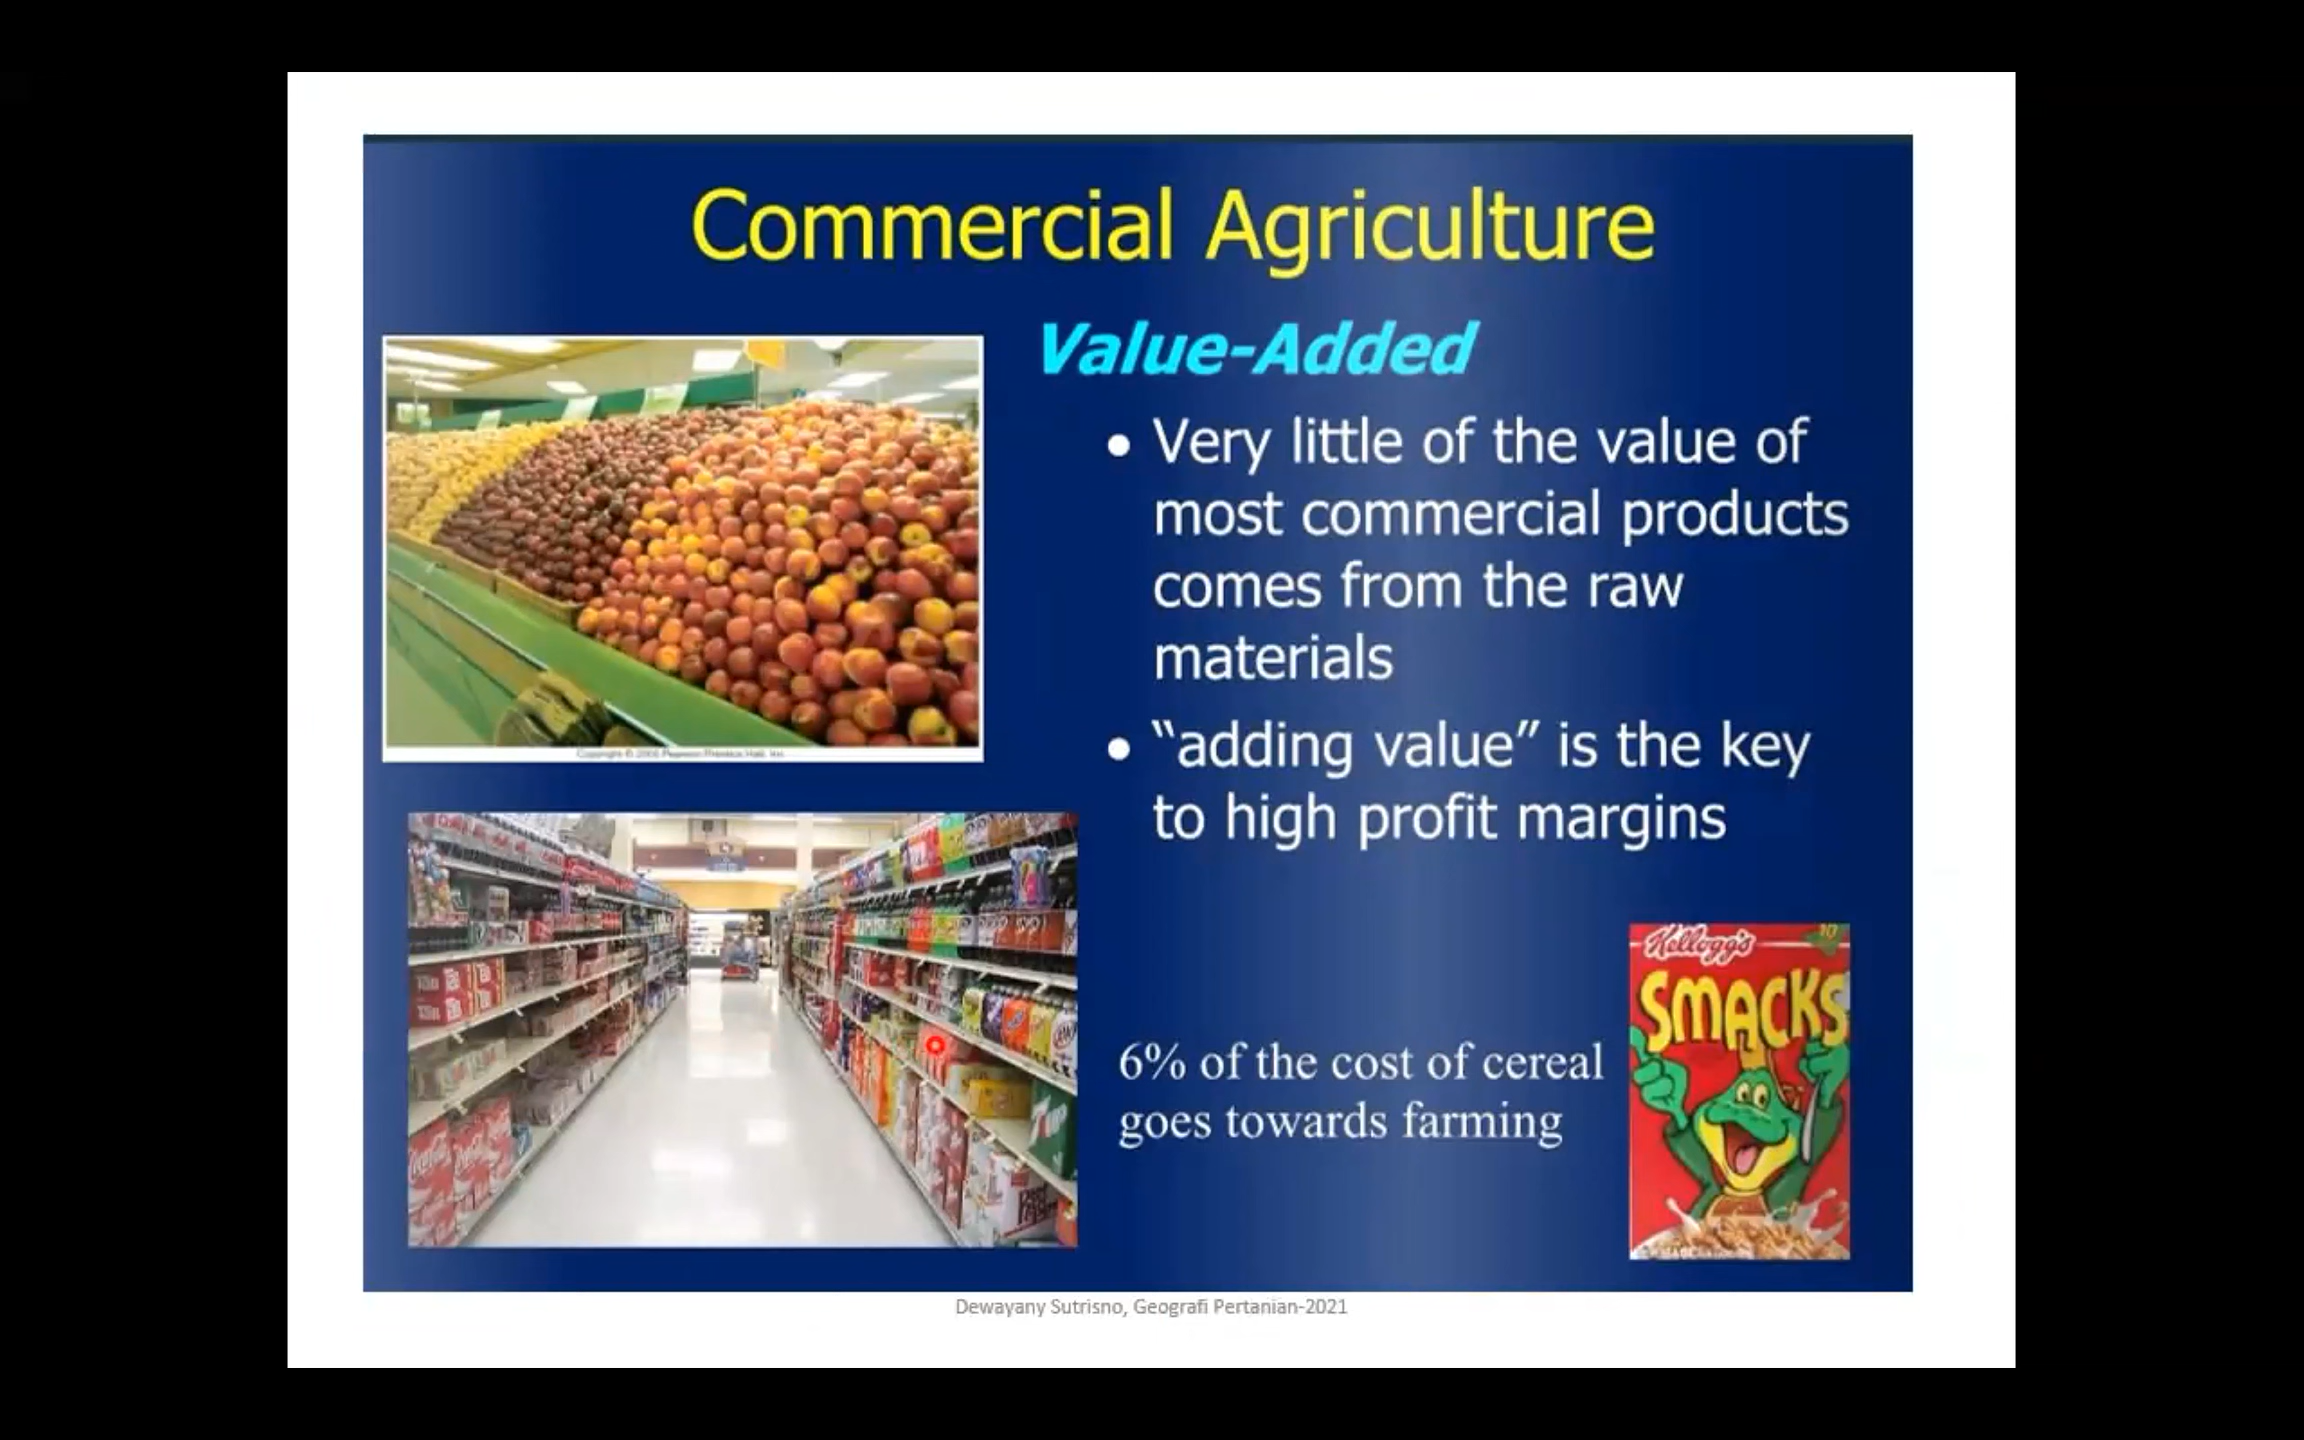 Commercial Agriculture
Value-Added
• Very little of the value of
most commercial products
comes from the raw
materials
• “adding value” is the key
to high profit margins
Kellogg's
SMACKS
6% of the cost of cereal
goes towards farming
Dewayany Sutrisno, Geografi Pertanian-2021